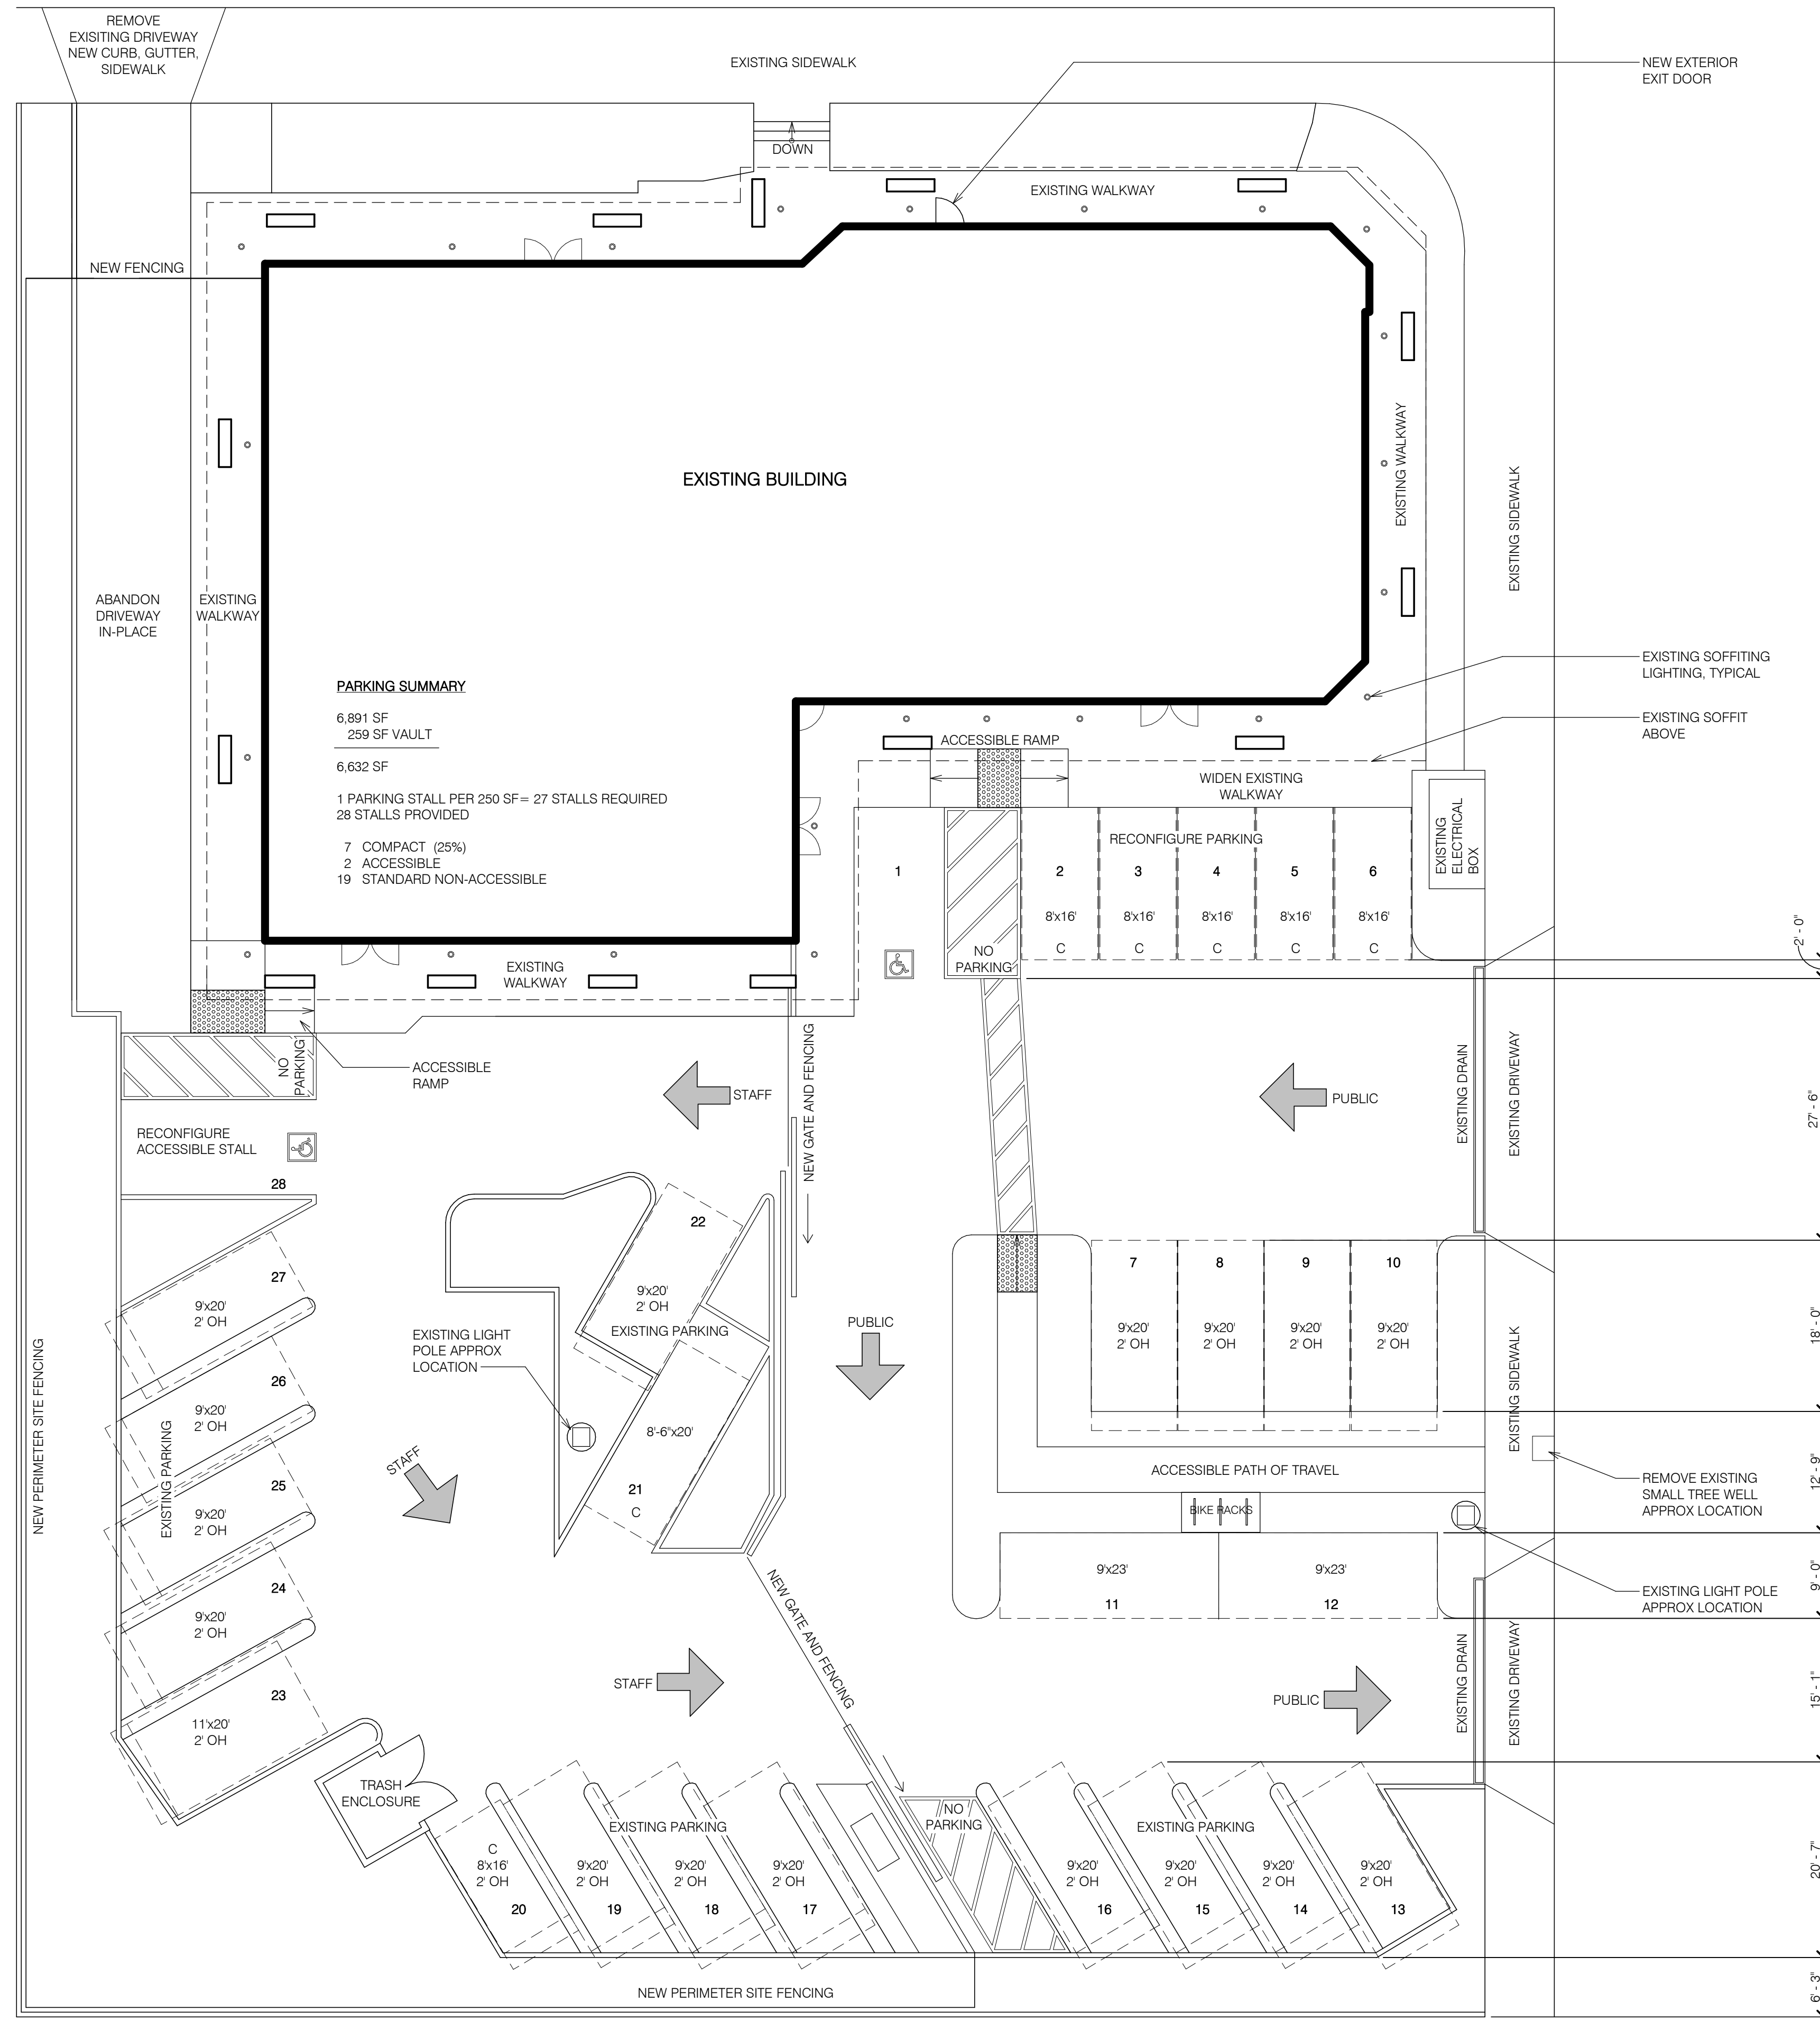 REMOVE
EXISITING DRIVEWAY
NEW CURB, GUTTER,
SIDEWALK
EXISTING SIDEWALK
NEW EXTERIOR
EXIT DOOR
DOWN
EXISTING WALKWAY
NEW FENCING
EXISTING BUILDING
EXISTING WALKWAY
EXISTING SIDEWALK
ABANDON
DRIVEWAY
IN-PLACE
EXISTING
WALKWAY
EXISTING SOFFITING
LIGHTING, TYPICAL
EXISTING SOFFIT
ABOVE
PARKING SUMMARY
6,891 SF
259 SF VAULT
6,632 SF
1 PARKING STALL PER 250 SF= 27 STALLS REQUIRED
28 STALLS PROVIDED
7 COMPACT (25%)
2 ACCESSIBLE
19 STANDARD NON-ACCESSIBLE
ACCESSIBLE RAMP
WIDEN EXISTING
WALKWAY
EXISTING
ELECTRICAL
BOX
RECONFIGURE PARKING
1
2
3
4
5
6
8'x16'
8'x16'
8'x16'
8'x16'
8'x16'
C
C
C
C
C
NO
PARKING
2' - 0"
EXISTING
WALKWAY
NO
PARKING
ACCESSIBLE
RAMP
NEW GATE AND FENCING
STAFF
PUBLIC
EXISTING DRAIN
EXISTING DRIVEWAY
27' - 6"
RECONFIGURE
ACCESSIBLE STALL
28
22
9'x20'
2' OH
EXISTING PARKING
EXISTING LIGHT
POLE APPROX
LOCATION
8'-6"x20'
21
C
PUBLIC
7
8
9
10
9'x20'
2' OH
9'x20'
2' OH
9'x20'
2' OH
9'x20'
2' OH
18' - 0"
EXISTING SIDEWALK
27
9'x20'
2' OH
26
9'x20'
2' OH
EXISTING PARKING
25
9'x20'
2' OH
24
9'x20'
2' OH
23
11'x20'
2' OH
NEW PERIMETER SITE FENCING
STAFF
ACCESSIBLE PATH OF TRAVEL
BIKE RACKS
REMOVE EXISTING
SMALL TREE WELL
APPROX LOCATION
12' - 9"
9'x23'
9'x23'
11
12
EXISTING LIGHT POLE
APPROX LOCATION
9' - 0"
NEW GATE AND FENCING
STAFF
PUBLIC
EXISTING DRAIN
EXISTING DRIVEWAY
15' - 1"
TRASH
ENCLOSURE
EXISTING PARKING
NO
PARKING
EXISTING PARKING
C
8'x16'
2' OH
9'x20'
2' OH
9'x20'
2' OH
9'x20'
2' OH
9'x20'
2' OH
9'x20'
2' OH
9'x20'
2' OH
9'x20'
2' OH
20
19
18
17
16
15
14
13
20' - 7"
NEW PERIMETER SITE FENCING
6' - 3"